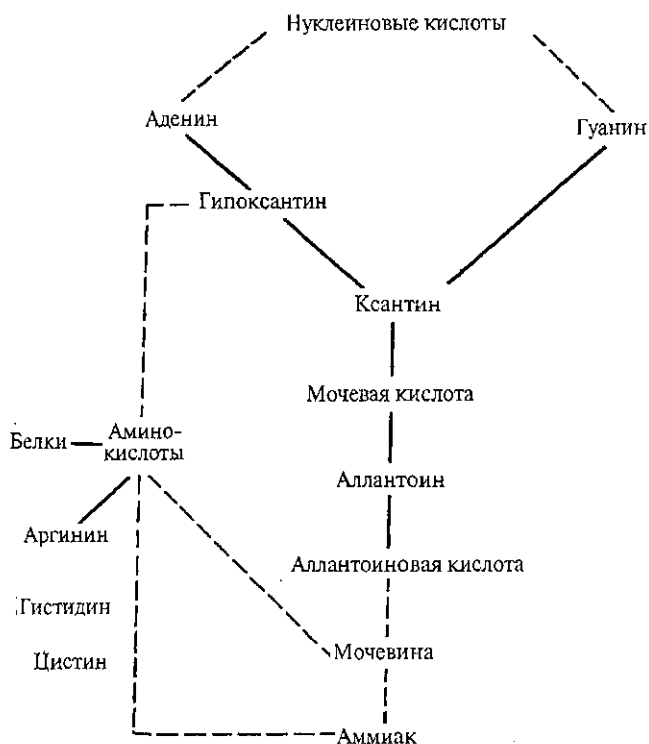 Нуклеиновые кислоты
Аденин
Гуанин
Гипоксантин
Ксантин
Мочевая кислота
Белки
Амино-
кислоты
Аллантоин
Аргинин
Аллантоиновая кислота
Гистидин
Цистин
Мочевина
Аммиак